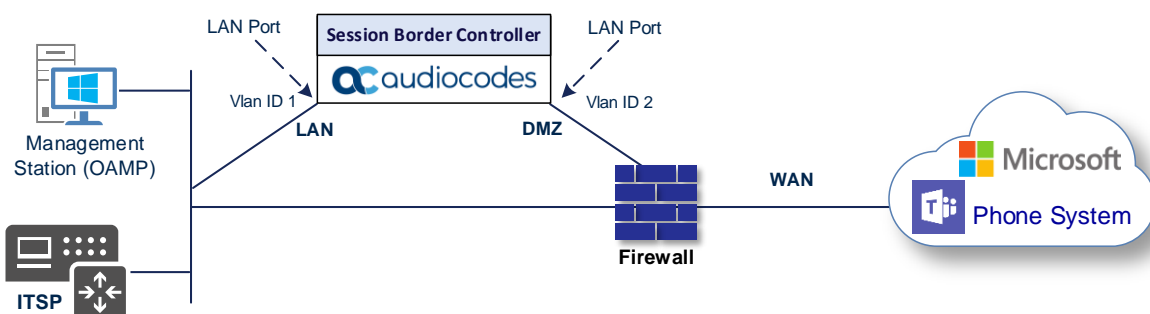 LAN Port
Session Border Controller
LAN Port
audiocodes
Vlan ID 1
Vlan ID 2
LAN
DMZ
Management
Station (OAMP)
WAN
Microsoft
T
Phone System
Firewall
ITSP